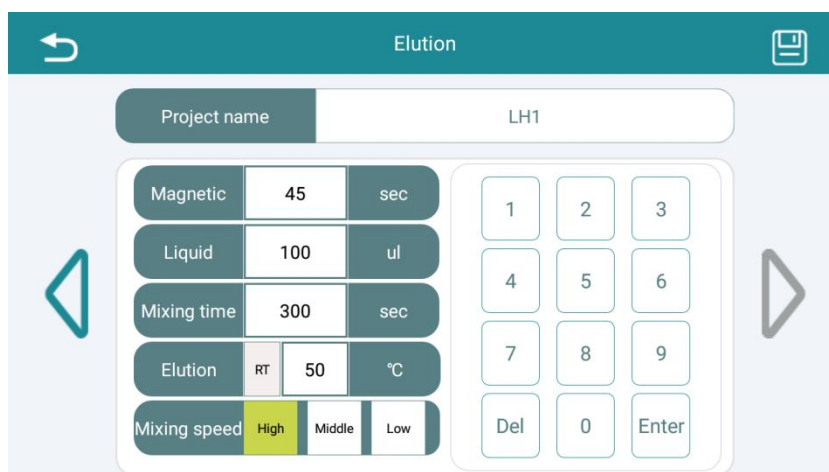 Elution
Project name LH1
Magnetic 45 sec
Liquid 100 ul
Mixing time 300 sec
Elution RT 50 °C
Mixing speed High Middle Low
1 2 3
4 5 6
7 8 9
Del 0 Enter